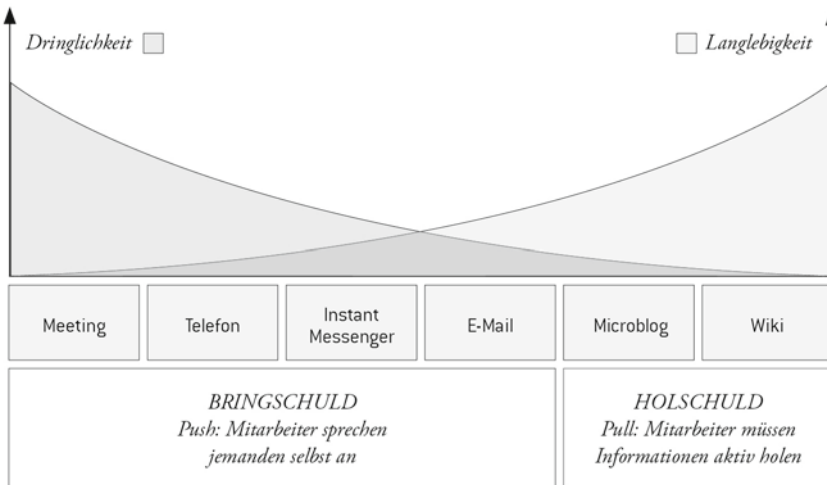 Dringlichkeit
Langlebigkeit
Meeting
Telefon
Instant
Messenger
E-Mail
Microblog
Wiki
BRINGSCHULD
Push: Mitarbeiter sprechen
jemanden selbst an
HOLSCHULD
Pull: Mitarbeiter müssen
Informationen aktiv holen